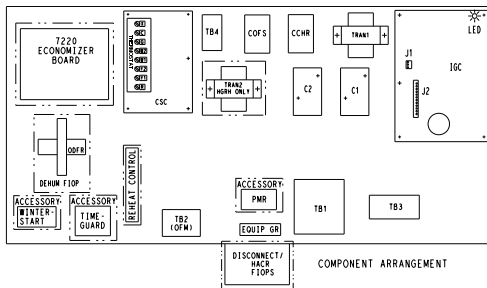 7220
ECONOMIZER
BOARD
THERMOSTAT
CSC
TB4
COFS
CCHR
TRAN1
LED
J1
IGC
J2
TRAN2
HGRH ONLY
C2
C1
ODFR
DEHUM FIOP
REHEAT CONTROL
ACCESSORY
WINTER-
START
ACCESSORY
TIME-
GUARD
TB2
(OFM)
ACCESSORY
PMR
EQUIP GR
TB1
TB3
DISCONNECT/
HACR
FIOPS
COMPONENT ARRANGEMENT